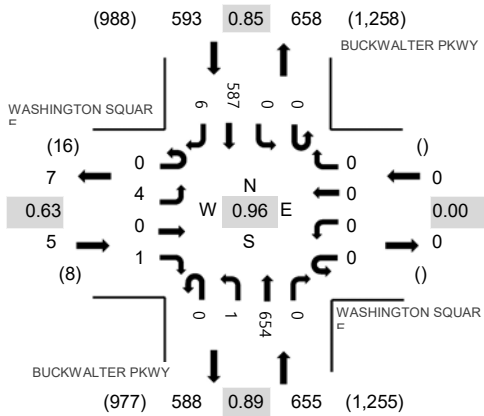 (988) 593 0.85 658 (1,258)
BUCKWALTER PKWY
6 587 0 0
WASHINGTON SQUAR
E
(16)
7
0.63
5
(8)
0
4
0
1
N
W 0.96 E
S
0
0
0
0
()
0
0.00
0
()
0 1 654 0
WASHINGTON SQUAR
E
BUCKWALTER PKWY
(977) 588 0.89 655 (1,255)